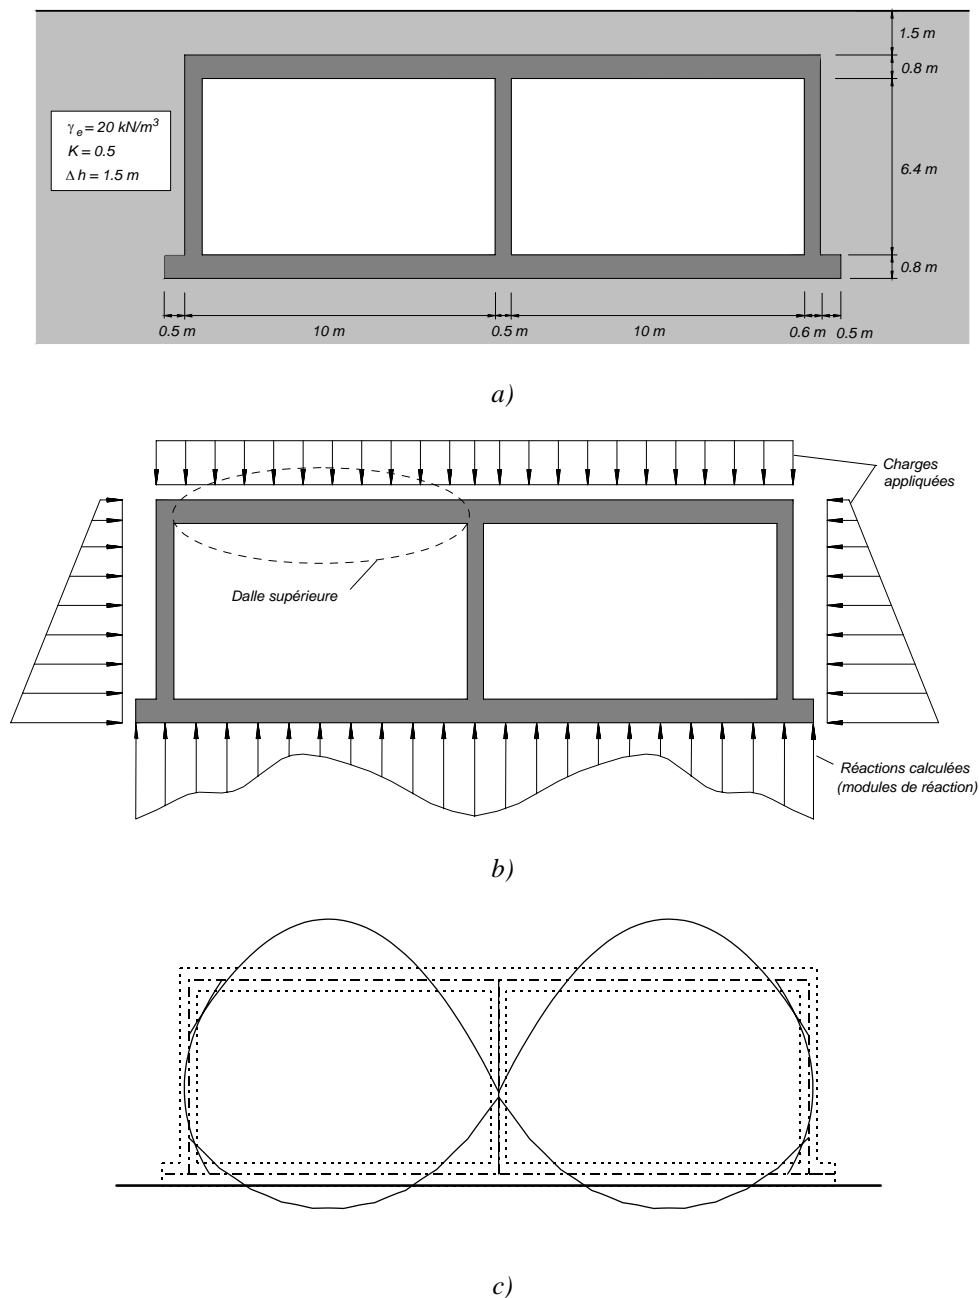 1.5 m
0.8 m
γe = 20 kN/m³
K = 0.5
Δh = 1.5 m
6.4 m
0.8 m
0.5 m
10 m
0.5 m
10 m
0.6 m
0.5 m
a)
Charges
appliquées
Dalle supérieure
Réactions calculées
(modules de réaction)
b)
c)